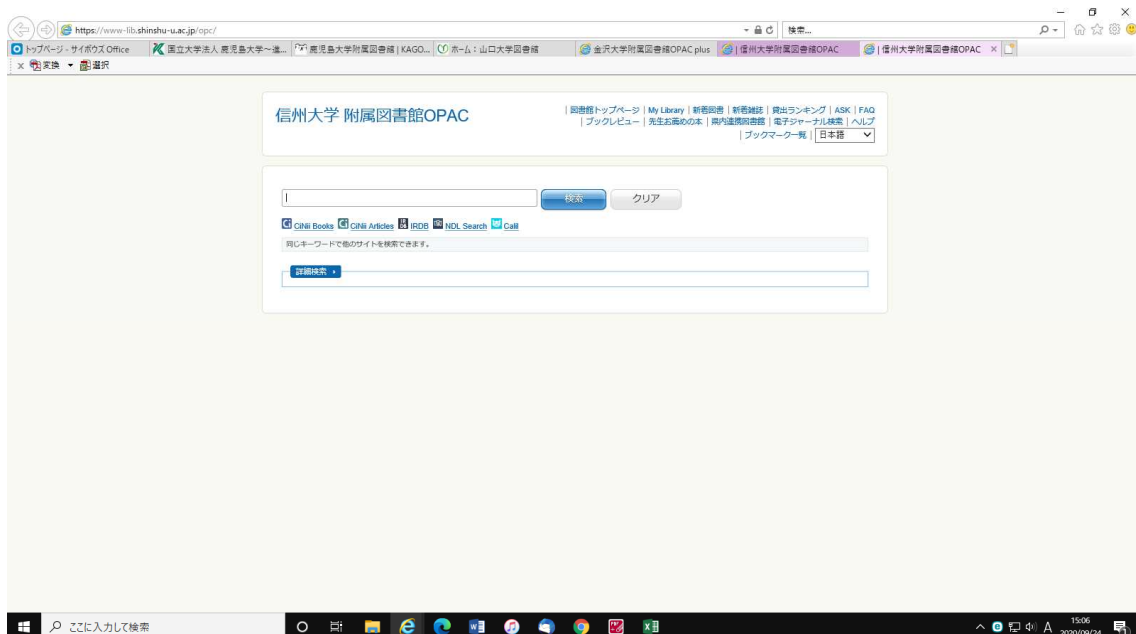 https://www-lib.shinshu-u.ac.jp/opc/
検索...
トップページ - サイボウズ Office
国立大学法人 鹿児島大学~進...
鹿児島大学附属図書館 | KAGO...
ホーム:山口大学図書館
金沢大学附属図書館OPAC plus
| 信州大学附属図書館OPAC
| 信州大学附属図書館OPAC
x 変換 ▼ 選択
信州大学 附属図書館OPAC
| 図書館トップページ | My Library | 新着図書 | 新着雑誌 | 貸出ランキング | ASK | FAQ
| ブックレビュー | 先生お薦めの本 | 県内連携図書館 | 電子ジャーナル検索 | ヘルプ
| ブックマーク一覧 | 日本語
検索 クリア
CiNii Books CiNii Articles IRDB NDL Search Calil
同じキーワードで他のサイトを検索できます。
詳細検索
ここに入力して検索
A
15:06
2020/09/24